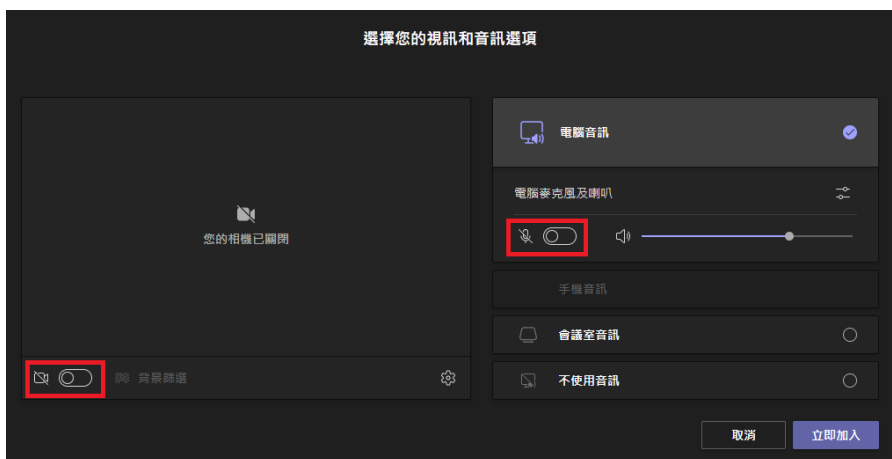 選擇您的視訊和音訊選項
您的相機已關閉
背景篩選
電腦音訊
電腦麥克風及喇叭
手機音訊
會議室音訊
不使用音訊
取消
立即加入